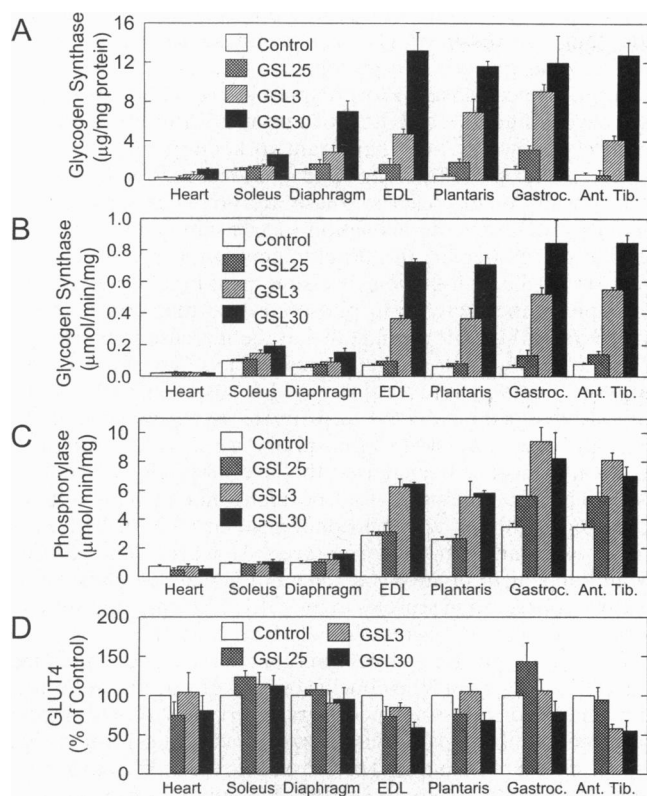 A
Glycogen Synthase
(µg/mg protein)
16
12
8
4
0
Control
GSL25
GSL3
GSL30
Heart Soleus Diaphragm EDL Plantaris Gastroc. Ant. Tib.
B
Glycogen Synthase
(µmol/min/mg)
1.0
0.8
0.6
0.4
0.2
0.0
Control
GSL25
GSL3
GSL30
Heart Soleus Diaphragm EDL Plantaris Gastroc. Ant. Tib.
C
Phosphorylase
(µmol/min/mg)
10
8
6
4
2
0
Control
GSL25
GSL3
GSL30
Heart Soleus Diaphragm EDL Plantaris Gastroc. Ant. Tib.
D
GLUT4
(% of Control)
200
150
100
50
0
Control GSL3
GSL25 GSL30
Heart Soleus Diaphragm EDL Plantaris Gastroc. Ant. Tib.